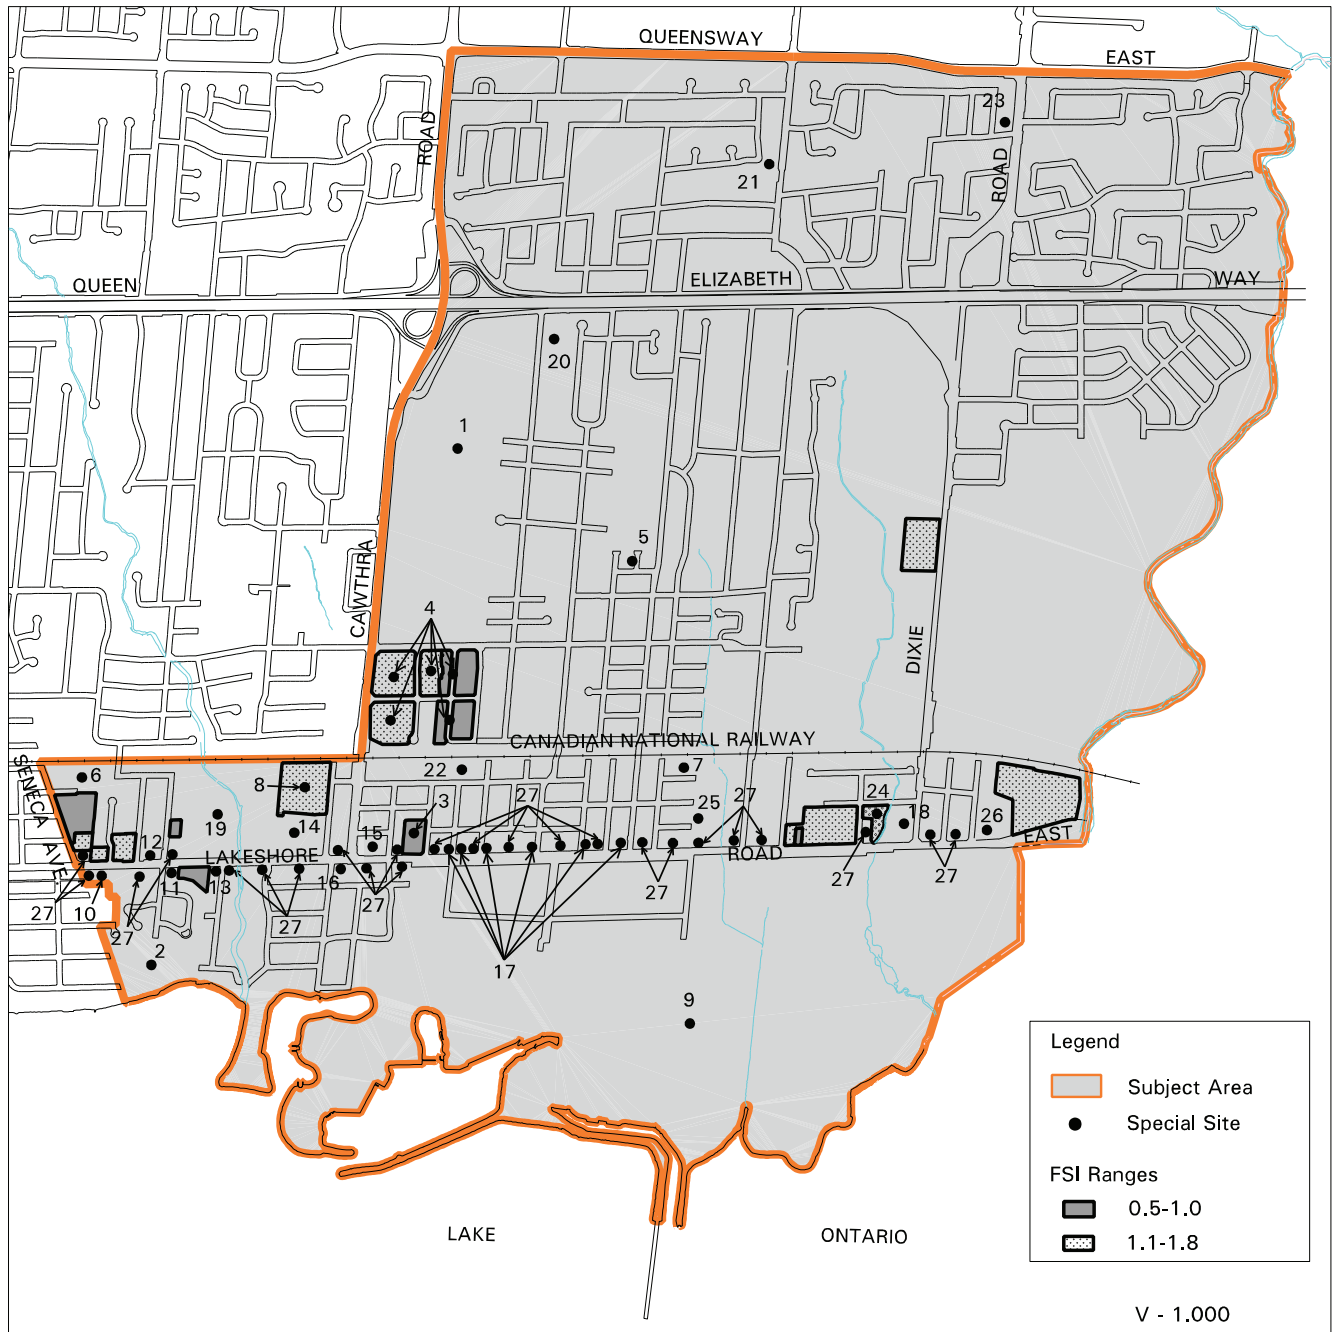 QUEENSWAY
EAST
23
ROAD
21
ROAD
QUEEN
ELIZABETH
WAY
20
1
5
CAWTHRA
4
DIXIE
CANADIAN NATIONAL RAILWAY
SENECA
6
22
7
8
3
27
27
24
19
14
15
25
18
26
12
LAKESHORE
ROAD
EAST
AVE.
11
13
16
27
27
27
27
10
27
27
27
2
17
9
Legend
Subject Area
Special Site
FSI Ranges
0.5-1.0
1.1-1.8
LAKE
ONTARIO
V - 1.000